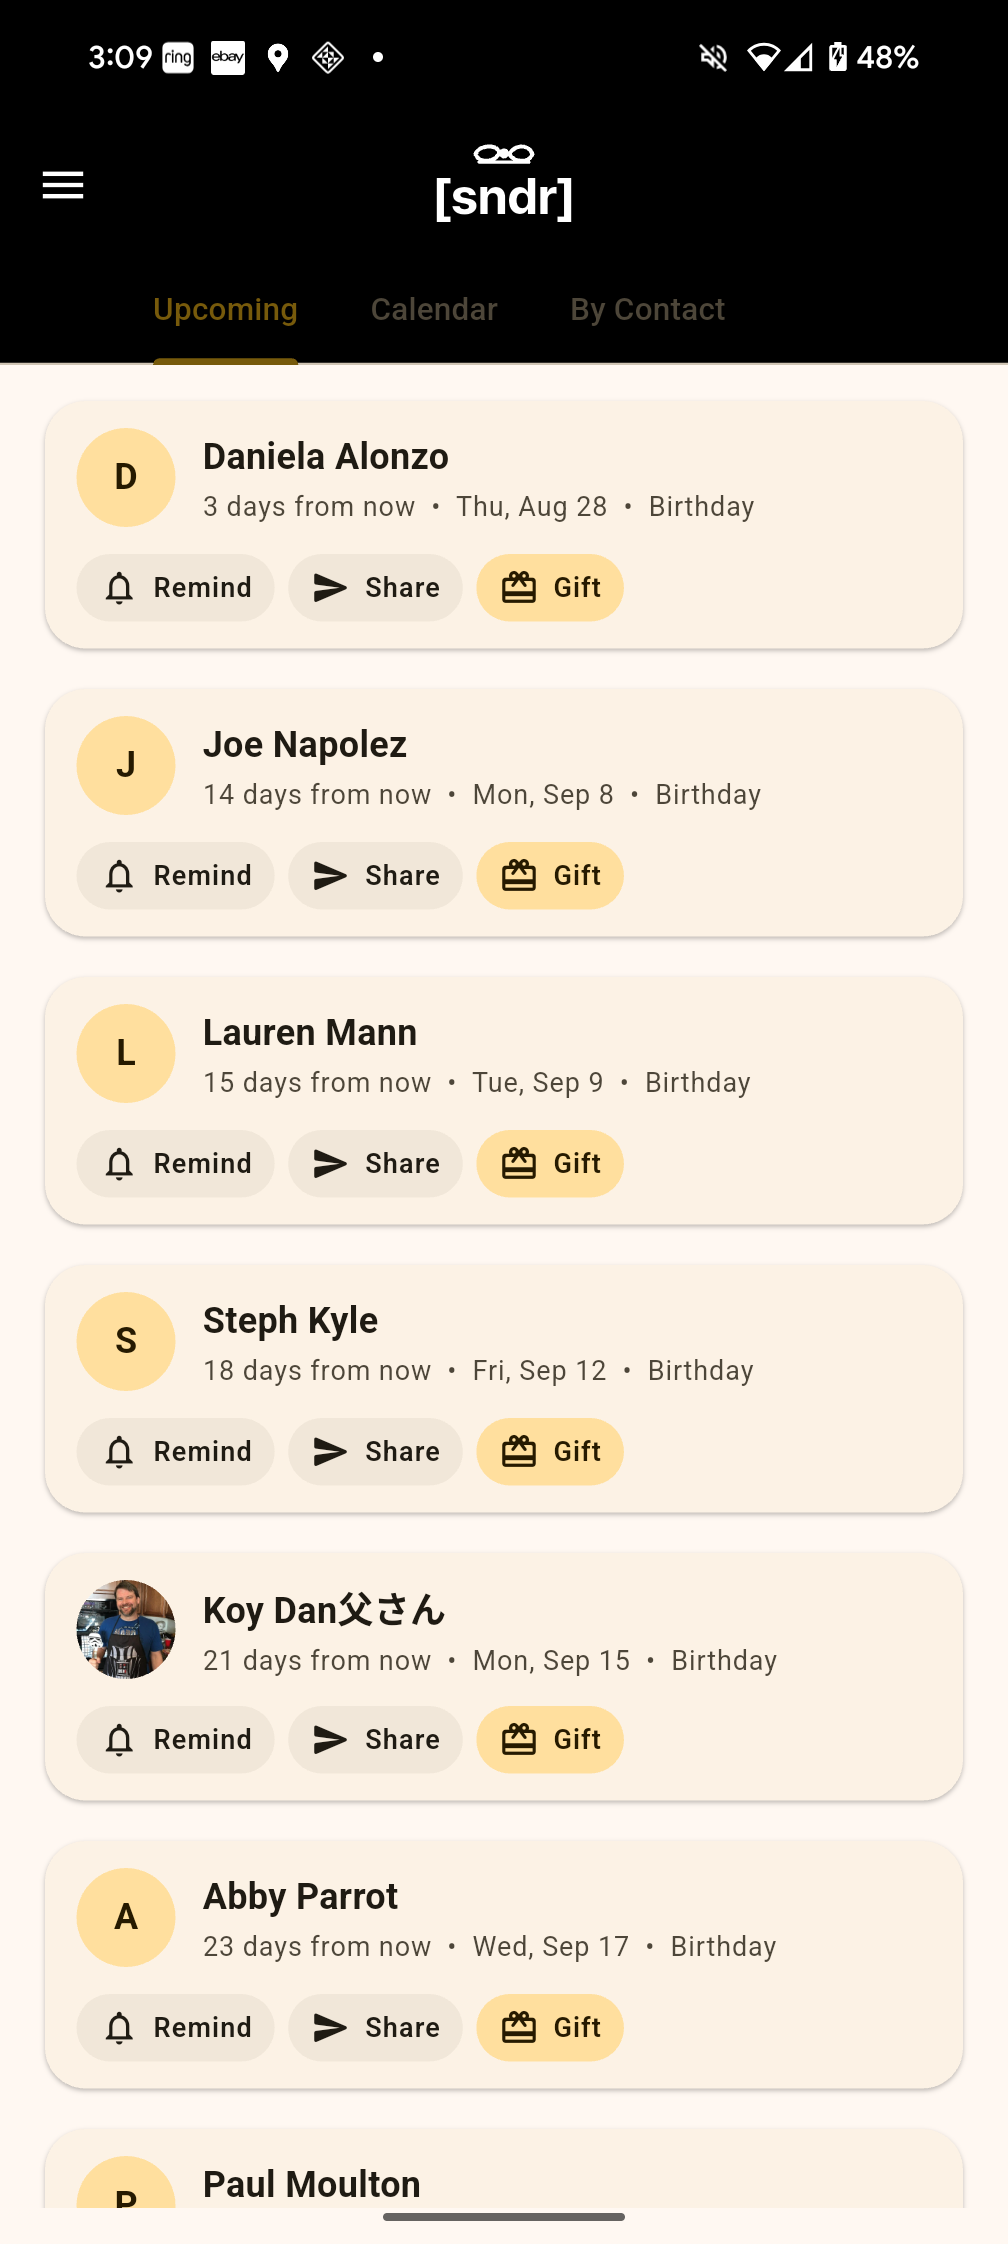 3:09 ring ebay 48%
[sndr]
Upcoming Calendar By Contact
D
Daniela Alonzo
3 days from now • Thu, Aug 28 • Birthday
Remind Share Gift
J
Joe Napolez
14 days from now • Mon, Sep 8 • Birthday
Remind Share Gift
L
Lauren Mann
15 days from now • Tue, Sep 9 • Birthday
Remind Share Gift
S
Steph Kyle
18 days from now • Fri, Sep 12 • Birthday
Remind Share Gift
Koy Dan父さん
21 days from now • Mon, Sep 15 • Birthday
Remind Share Gift
A
Abby Parrot
23 days from now • Wed, Sep 17 • Birthday
Remind Share Gift
P
Paul Moulton